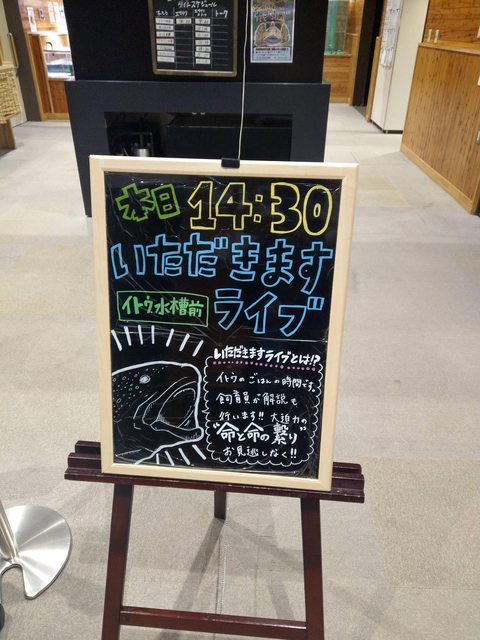 本日 14:30
いただきます
イトウ水槽前
ライブ
いただきますライブとは!?
イトウのごはんの時間です。
飼育員が解説も
行います!! 大迫力の
"命と命の繋り"
お見逃しなく!!